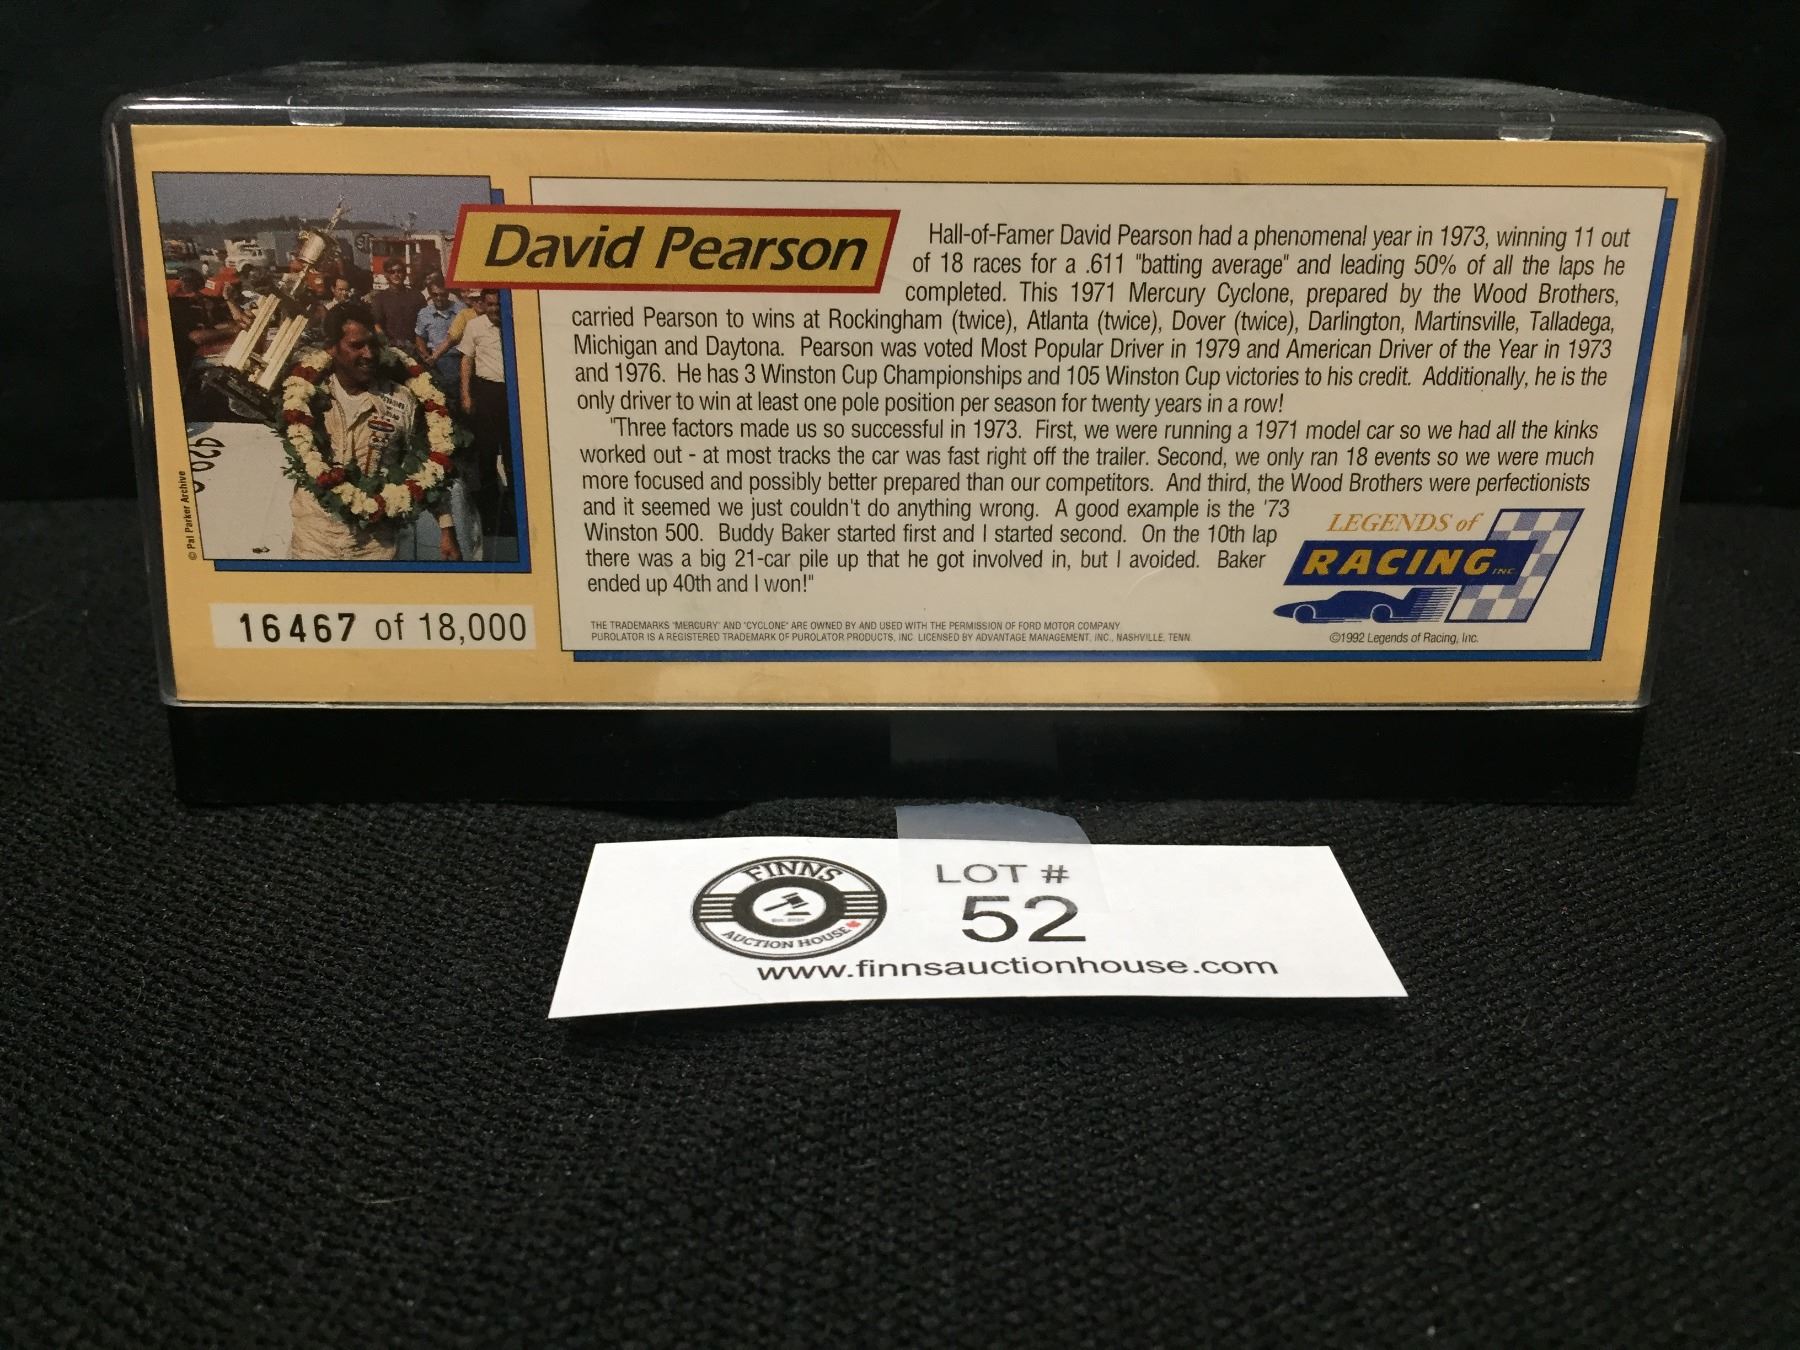 David Pearson
Hall-of-Famer David Pearson had a phenomenal year in 1973, winning 11 out
of 18 races for a .611 "batting average" and leading 50% of all the laps he
completed. This 1971 Mercury Cyclone, prepared by the Wood Brothers,
carried Pearson to wins at Rockingham (twice), Atlanta (twice), Dover (twice), Darlington, Martinsville, Talladega,
Michigan and Daytona. Pearson was voted Most Popular Driver in 1979 and American Driver of the Year in 1973
and 1976. He has 3 Winston Cup Championships and 105 Winston Cup victories to his credit. Additionally, he is the
only driver to win at least one pole position per season for twenty years in a row!
"Three factors made us so successful in 1973. First, we were running a 1971 model car so we had all the kinks
worked out - at most tracks the car was fast right off the trailer. Second, we only ran 18 events so we were much
more focused and possibly better prepared than our competitors. And third, the Wood Brothers were perfectionists
and it seemed we just couldn't do anything wrong. A good example is the '73
Winston 500. Buddy Baker started first and I started second. On the 10th lap
there was a big 21-car pile up that he got involved in, but I avoided. Baker
ended up 40th and I won!"
THE TRADEMARKS "MERCURY" AND "CYCLONE" ARE OWNED BY AND USED WITH THE PERMISSION OF FORD MOTOR COMPANY
PUROLATOR IS A REGISTERED TRADEMARK OF PUROLATOR PRODUCTS, INC. LICENSED BY ADVANTAGE MANAGEMENT, INC., NASHVILLE, TENN
LEGENDS of
RACING INC.
©1992 Legends of Racing, Inc.
© Pal Parker Archive
16467 of 18,000
FINNS
AUCTION HOUSE
LOT #
52
www.finnsauctionhouse.com